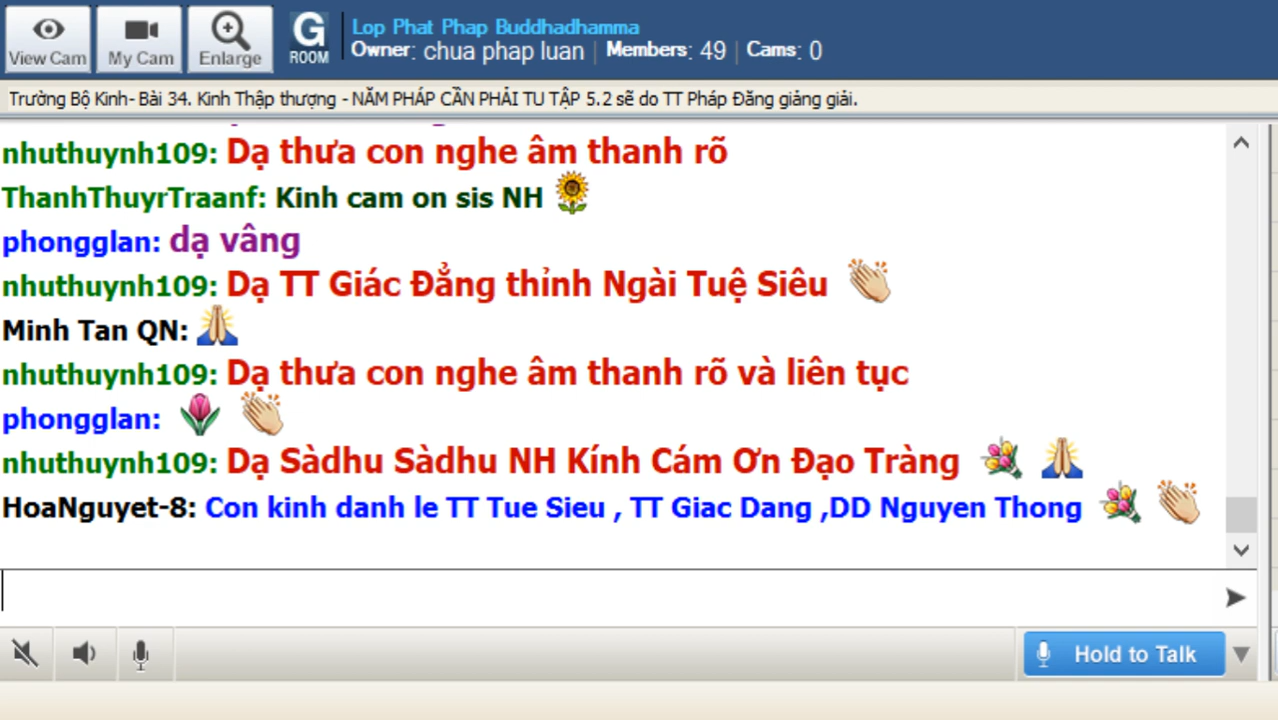 View Cam
My Cam
Enlarge
G
ROOM
Lop Phat Phap Buddhadhamma
Owner: chua phap luan | Members: 49 | Cams: 0
Trường Bộ Kinh- Bài 34. Kinh Thập thượng - NĂM PHÁP CẦN PHẢI TU TẬP 5.2 sẽ do TT Pháp Đăng giảng giải.
nhuthuynh109: Dạ thưa con nghe âm thanh rõ
ThanhThuyrTraanf: Kinh cam on sis NH
phongglan: dạ vâng
nhuthuynh109: Dạ TT Giác Đẳng thỉnh Ngài Tuệ Siêu
Minh Tan QN:
nhuthuynh109: Dạ thưa con nghe âm thanh rõ và liên tục
phongglan:
nhuthuynh109: Dạ Sàdhu Sàdhu NH Kính Cám Ơn Đạo Tràng
HoaNguyet-8: Con kinh danh le TT Tue Sieu , TT Giac Dang ,DD Nguyen Thong
Hold to Talk